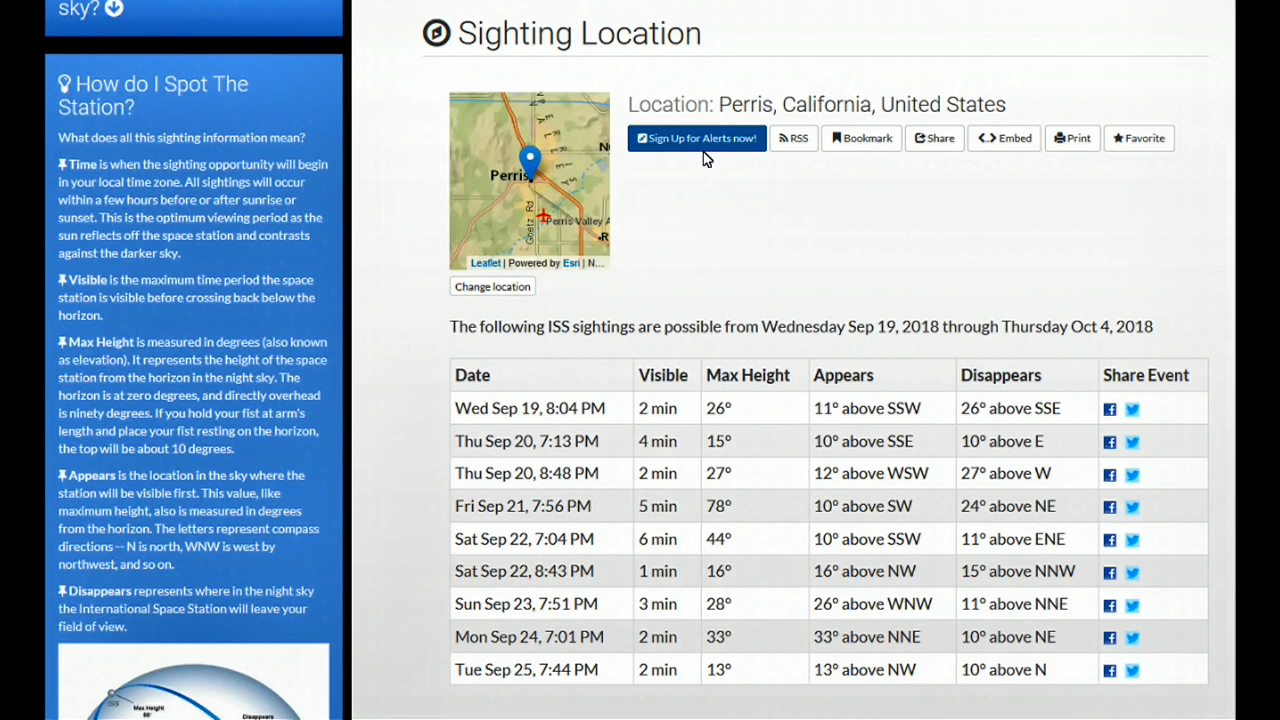 sky?
How do I Spot The
Station?
What does all this sighting information mean?
Time is when the sighting opportunity will begin
in your local time zone. All sightings will occur
within a few hours before or after sunrise or
sunset. This is the optimum viewing period as the
sun reflects off the space station and contrasts
against the darker sky.
Visible is the maximum time period the space
station is visible before crossing back below the
horizon.
Max Height is measured in degrees (also known
as elevation). It represents the height of the space
station from the horizon in the night sky. The
horizon is at zero degrees, and directly overhead
is ninety degrees. If you hold your fist at arm's
length and place your fist resting on the horizon,
the top will be about 10 degrees.
Appears is the location in the sky where the
station will be visible first. This value, like
maximum height, also is measured in degrees
from the horizon. The letters represent compass
directions -- N is north, WNW is west by
northwest, and so on.
Disappears represents where in the night sky
the International Space Station will leave your
field of view.
ISS
Max Height
66°
Disappears
Sighting Location
Perris
Goetz Rd
Perris Valley A
Leaflet | Powered by Esri | N...
Change location
Location: Perris, California, United States
Sign Up for Alerts now! RSS Bookmark Share Embed Print Favorite
The following ISS sightings are possible from Wednesday Sep 19, 2018 through Thursday Oct 4, 2018
Date Visible Max Height Appears Disappears Share Event
Wed Sep 19, 8:04 PM 2 min 26° 11° above SSW 26° above SSE
Thu Sep 20, 7:13 PM 4 min 15° 10° above SSE 10° above E
Thu Sep 20, 8:48 PM 2 min 27° 12° above WSW 27° above W
Fri Sep 21, 7:56 PM 5 min 78° 10° above SW 24° above NE
Sat Sep 22, 7:04 PM 6 min 44° 10° above SSW 11° above ENE
Sat Sep 22, 8:43 PM 1 min 16° 16° above NW 15° above NNW
Sun Sep 23, 7:51 PM 3 min 28° 26° above WNW 11° above NNE
Mon Sep 24, 7:01 PM 2 min 33° 33° above NNE 10° above NE
Tue Sep 25, 7:44 PM 2 min 13° 13° above NW 10° above N